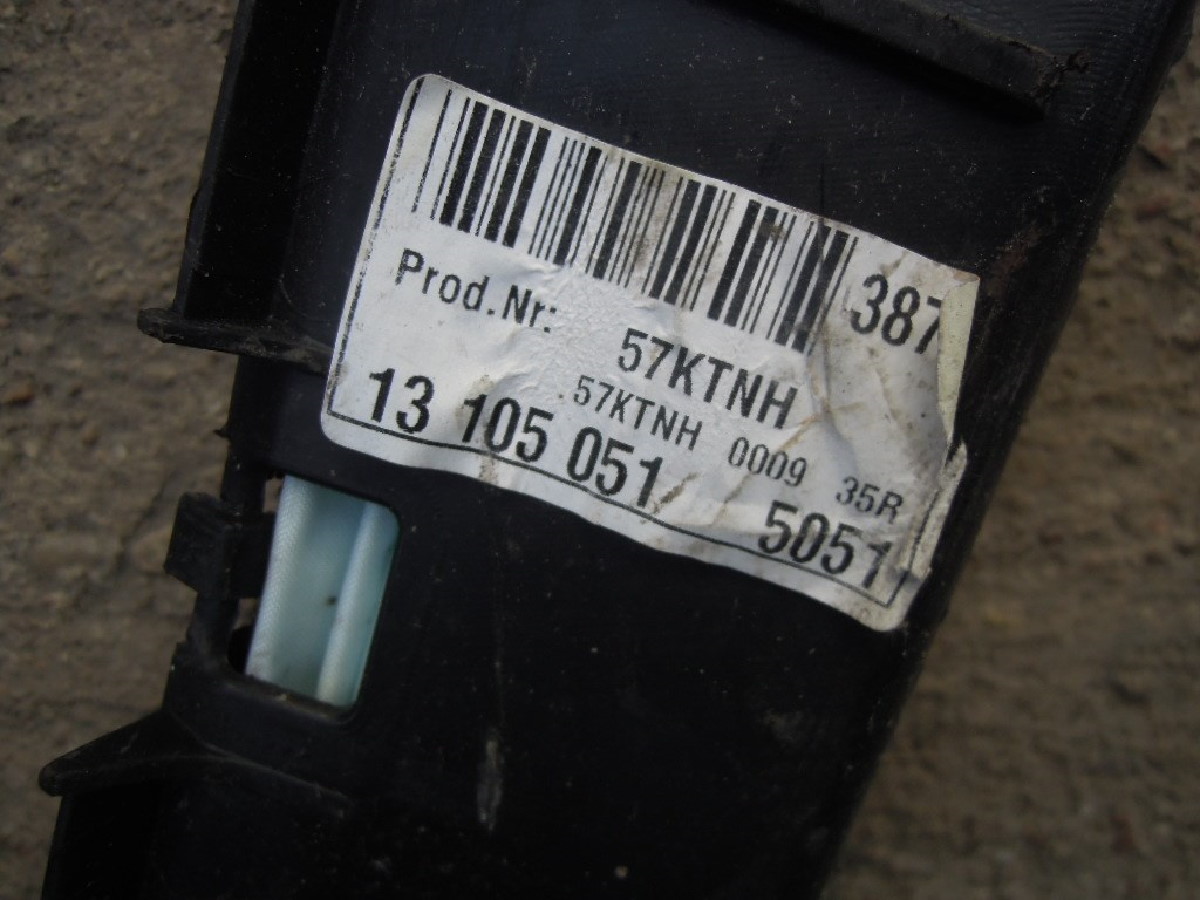 387
Prod.Nr: 57KTNH
57KTNH 0009 35R
13 105 051 5051